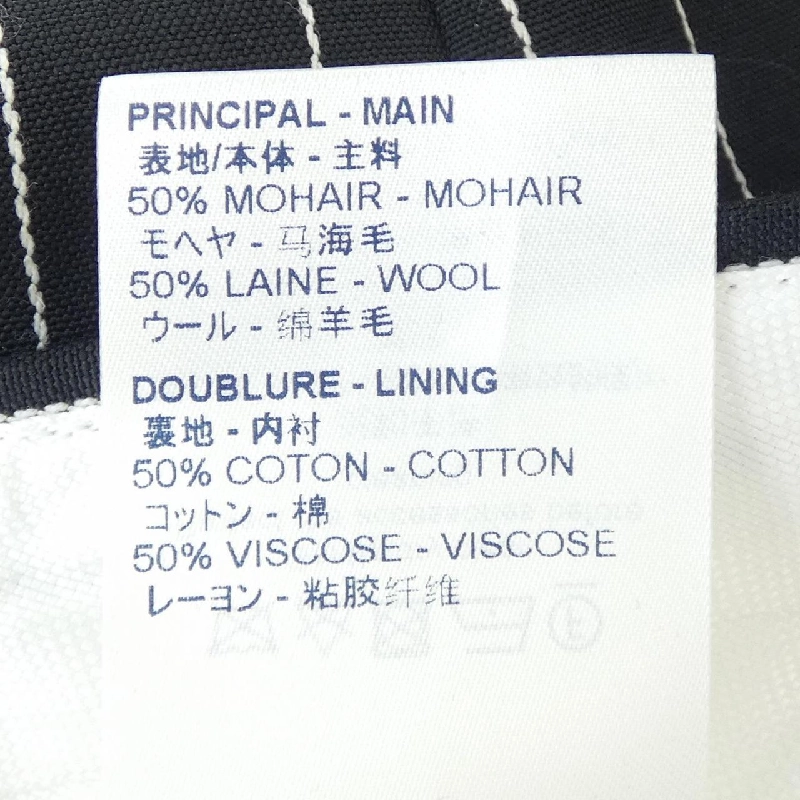 PRINCIPAL - MAIN
表地/本体 - 主料
50% MOHAIR - MOHAIR
モヘヤ - 马海毛
50% LAINE - WOOL
ウール - 绵羊毛
DOUBLURE - LINING
裏地 - 内衬
50% COTON - COTTON
コットン - 棉
50% VISCOSE - VISCOSE
レーヨン - 粘胶纤维